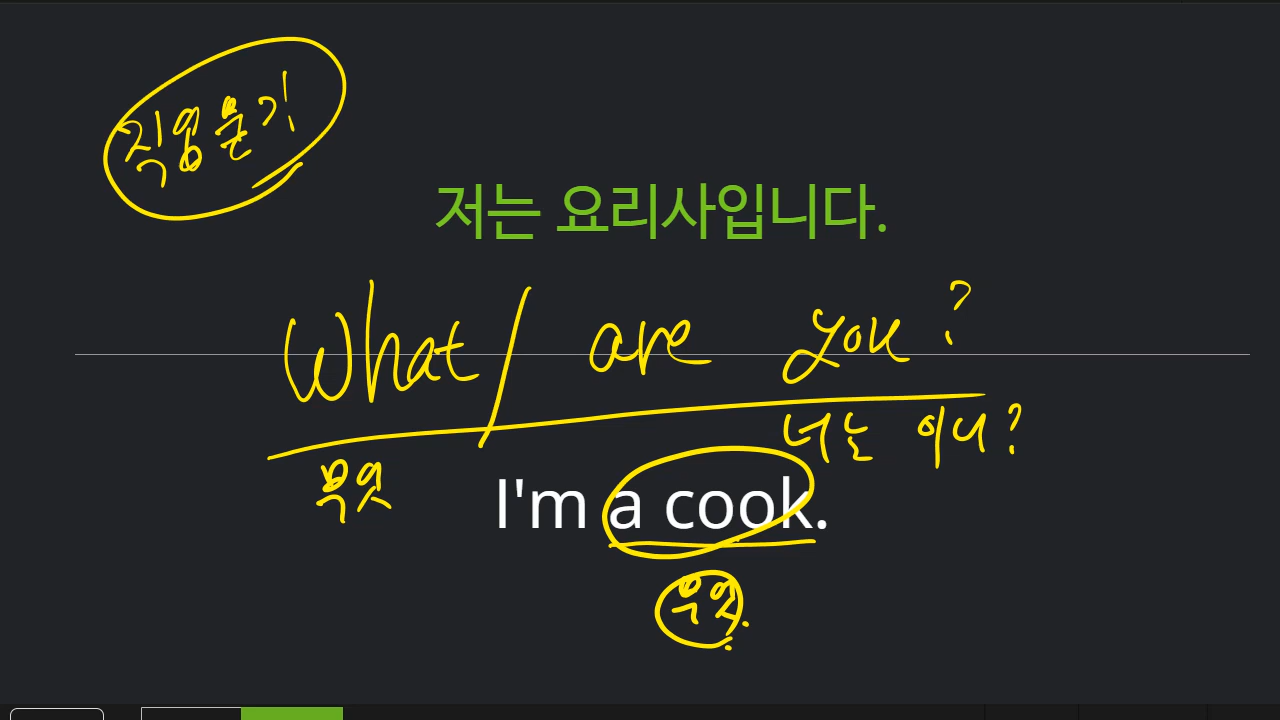 직업 묻기
저는 요리사입니다.
What / are you?
무엇 너는 이니?
I'm a cook.
무엇